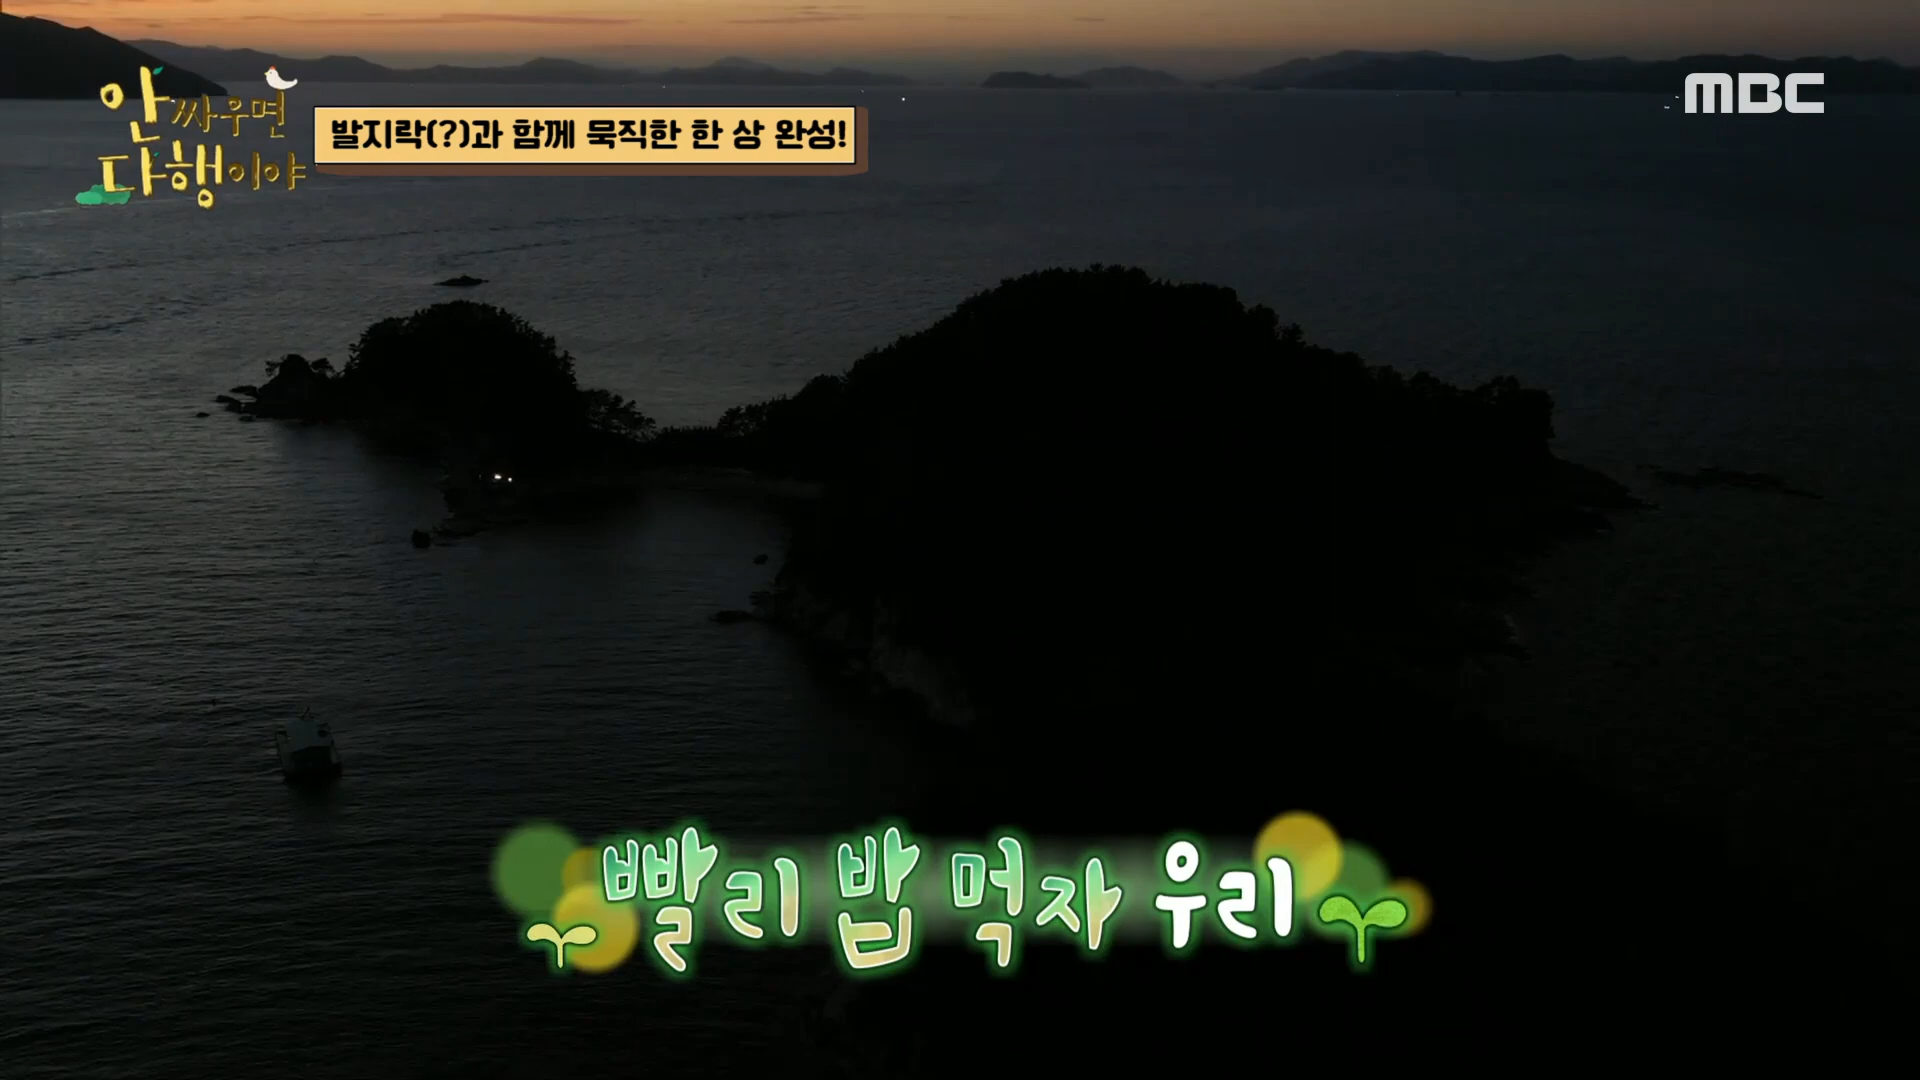 안싸우면
다행이야
발지락(?)과 함께 묵직한 한 상 완성!
MBC
빨리 밥 먹자 우리